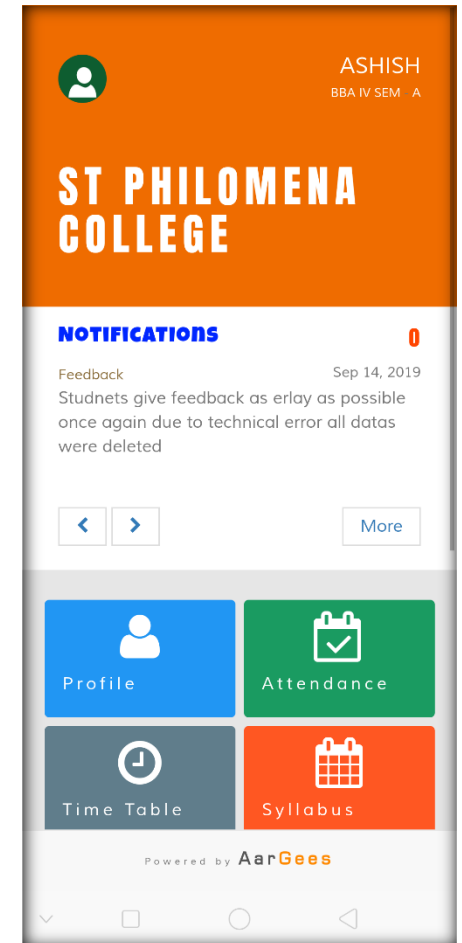 ASHISH
BBA IV SEM A
ST PHILOMENA
COLLEGE
NOTIFICATIONS 0
Feedback Sep 14, 2019
Studnets give feedback as erlay as possible
once again due to technical error all datas
were deleted
More
Profile Attendance
Time Table Syllabus
Powered by AarGees